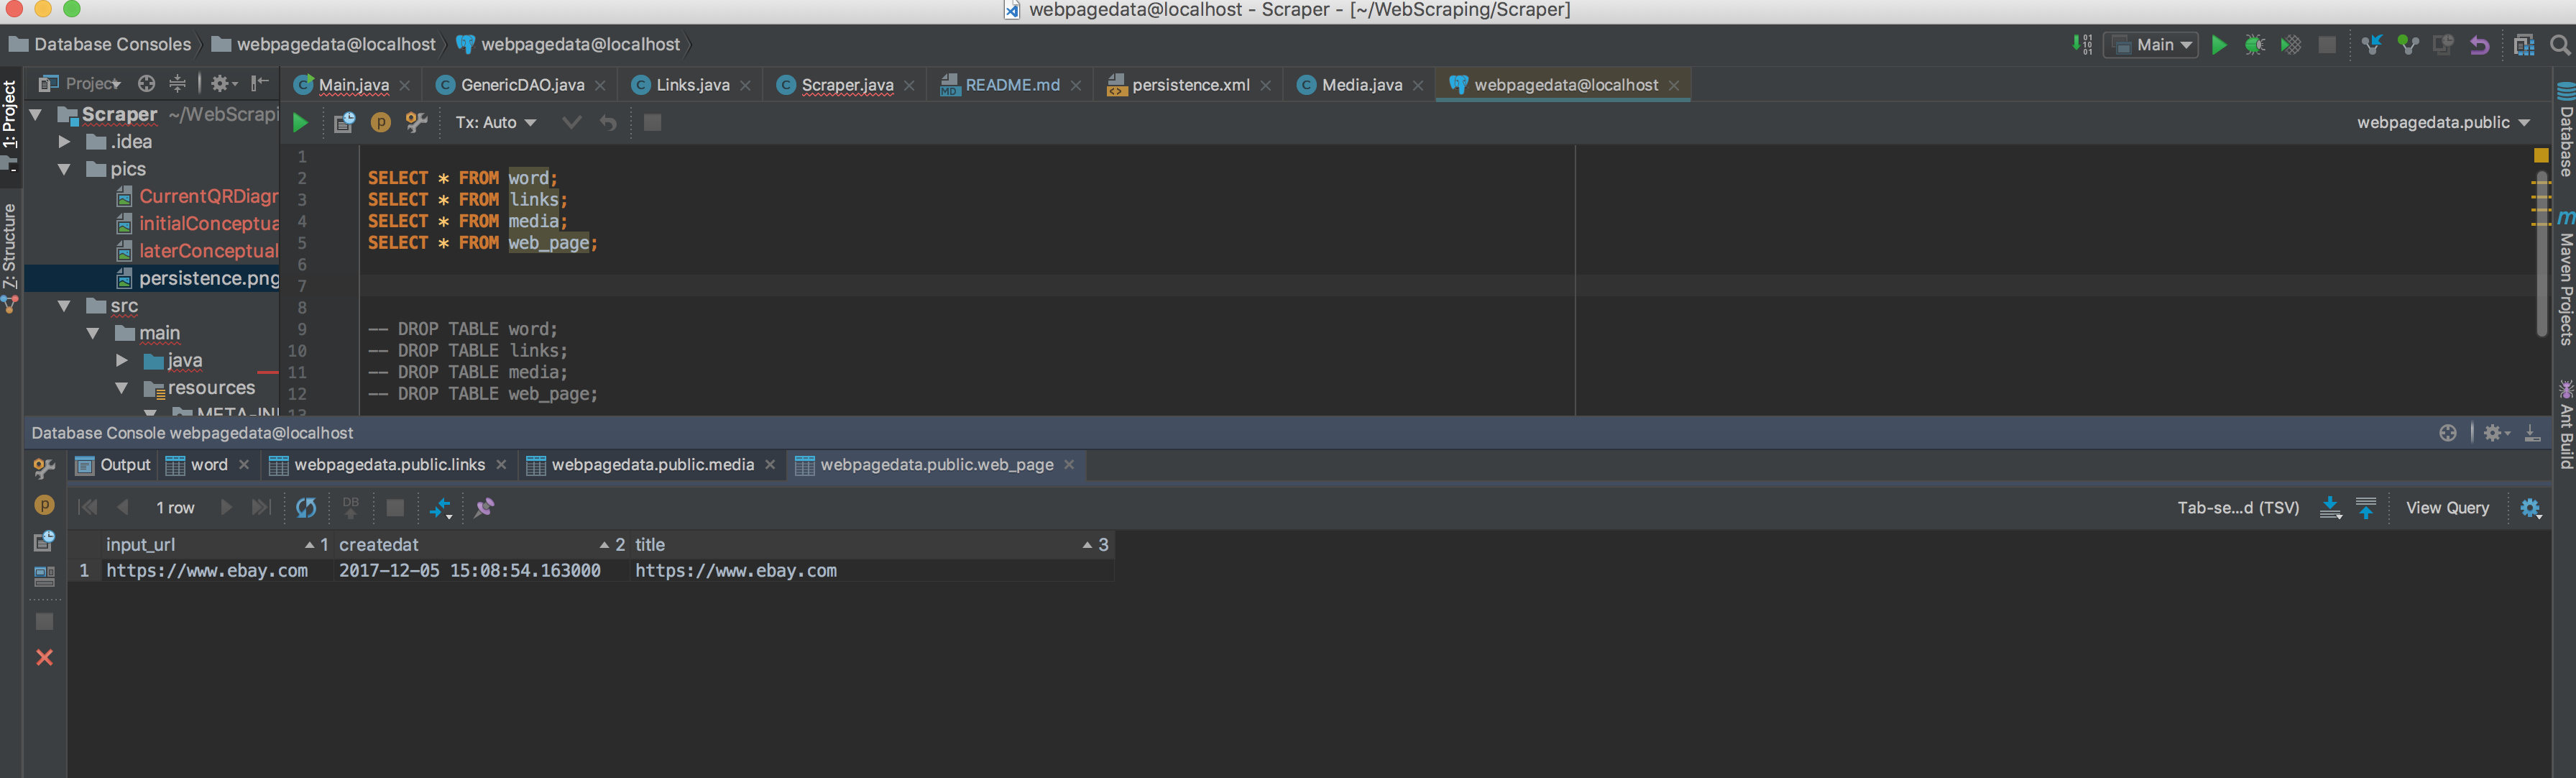 webpagedata@localhost - Scraper - [~/WebScraping/Scraper]
Database Consoles webpagedata@localhost webpagedata@localhost
Main
1: Project
Z: Structure
Project
Main.java GenericDAO.java Links.java Scraper.java README.md persistence.xml Media.java webpagedata@localhost
Scraper ~/WebScrapi
.idea
pics
CurrentQRDiagr
initialConceptua
laterConceptual
persistence.png
src
main
java
resources
META-INF
Tx: Auto
webpagedata.public
1
2 SELECT * FROM word;
3 SELECT * FROM links;
4 SELECT * FROM media;
5 SELECT * FROM web_page;
6
7
8
9 -- DROP TABLE word;
10 -- DROP TABLE links;
11 -- DROP TABLE media;
12 -- DROP TABLE web_page;
13
Database
Maven Projects
Ant Build
Database Console webpagedata@localhost
Output word webpagedata.public.links webpagedata.public.media webpagedata.public.web_page
1 row DB Tab-se...d (TSV) View Query
input_url 1 createdat 2 title 3
1 https://www.ebay.com 2017-12-05 15:08:54.163000 https://www.ebay.com